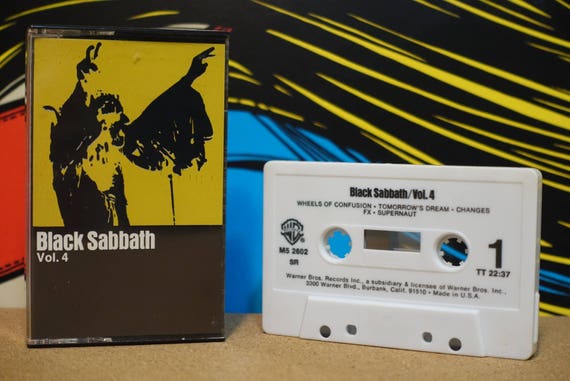 Black Sabbath
Vol. 4
Black Sabbath/Vol. 4
WHEELS OF CONFUSION • TOMORROW'S DREAM • CHANGES
FX • SUPERNAUT
M5 2602
SR
1
TT 22:37
Warner Bros. Records Inc., a subsidiary & licensee of Warner Bros. Inc.,
3300 Warner Blvd., Burbank, Calif. 91510 • Made in U.S.A.